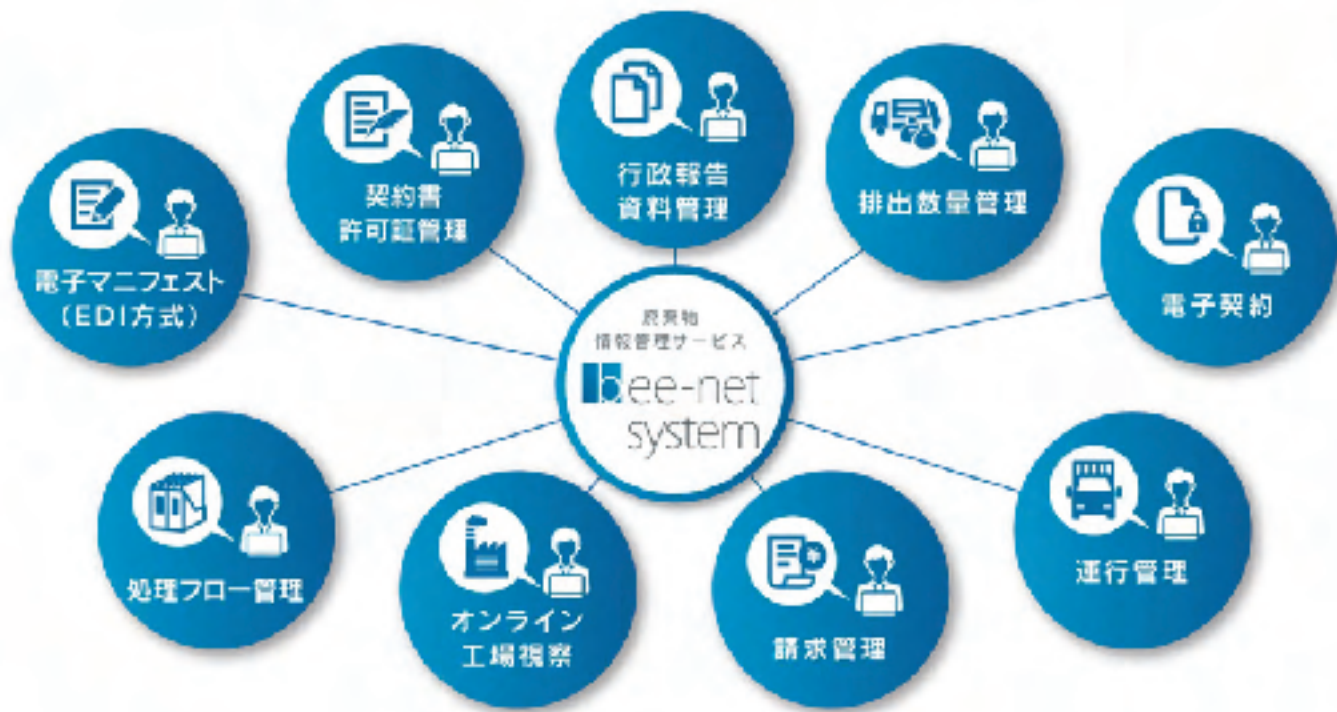 行政報告
資料管理
契約書
許可証管理
排出数量管理
電子マニフェスト
(EDI方式)
電子契約
廃棄物
情報管理サービス
bee-net
system
処理フロー管理
オンライン
工場視察
請求管理
運行管理